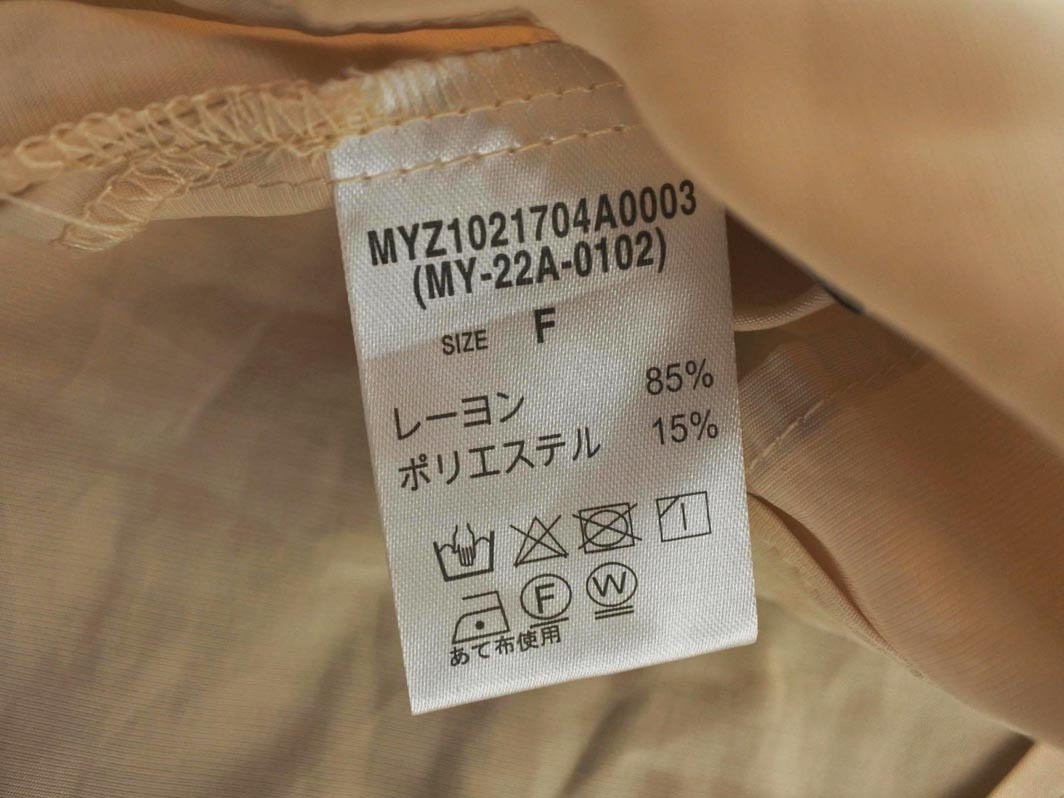 MYZ1021704A0003
(MY-22A-0102)
SIZE F
レーヨン 85%
ポリエステル 15%
F W
あて布使用